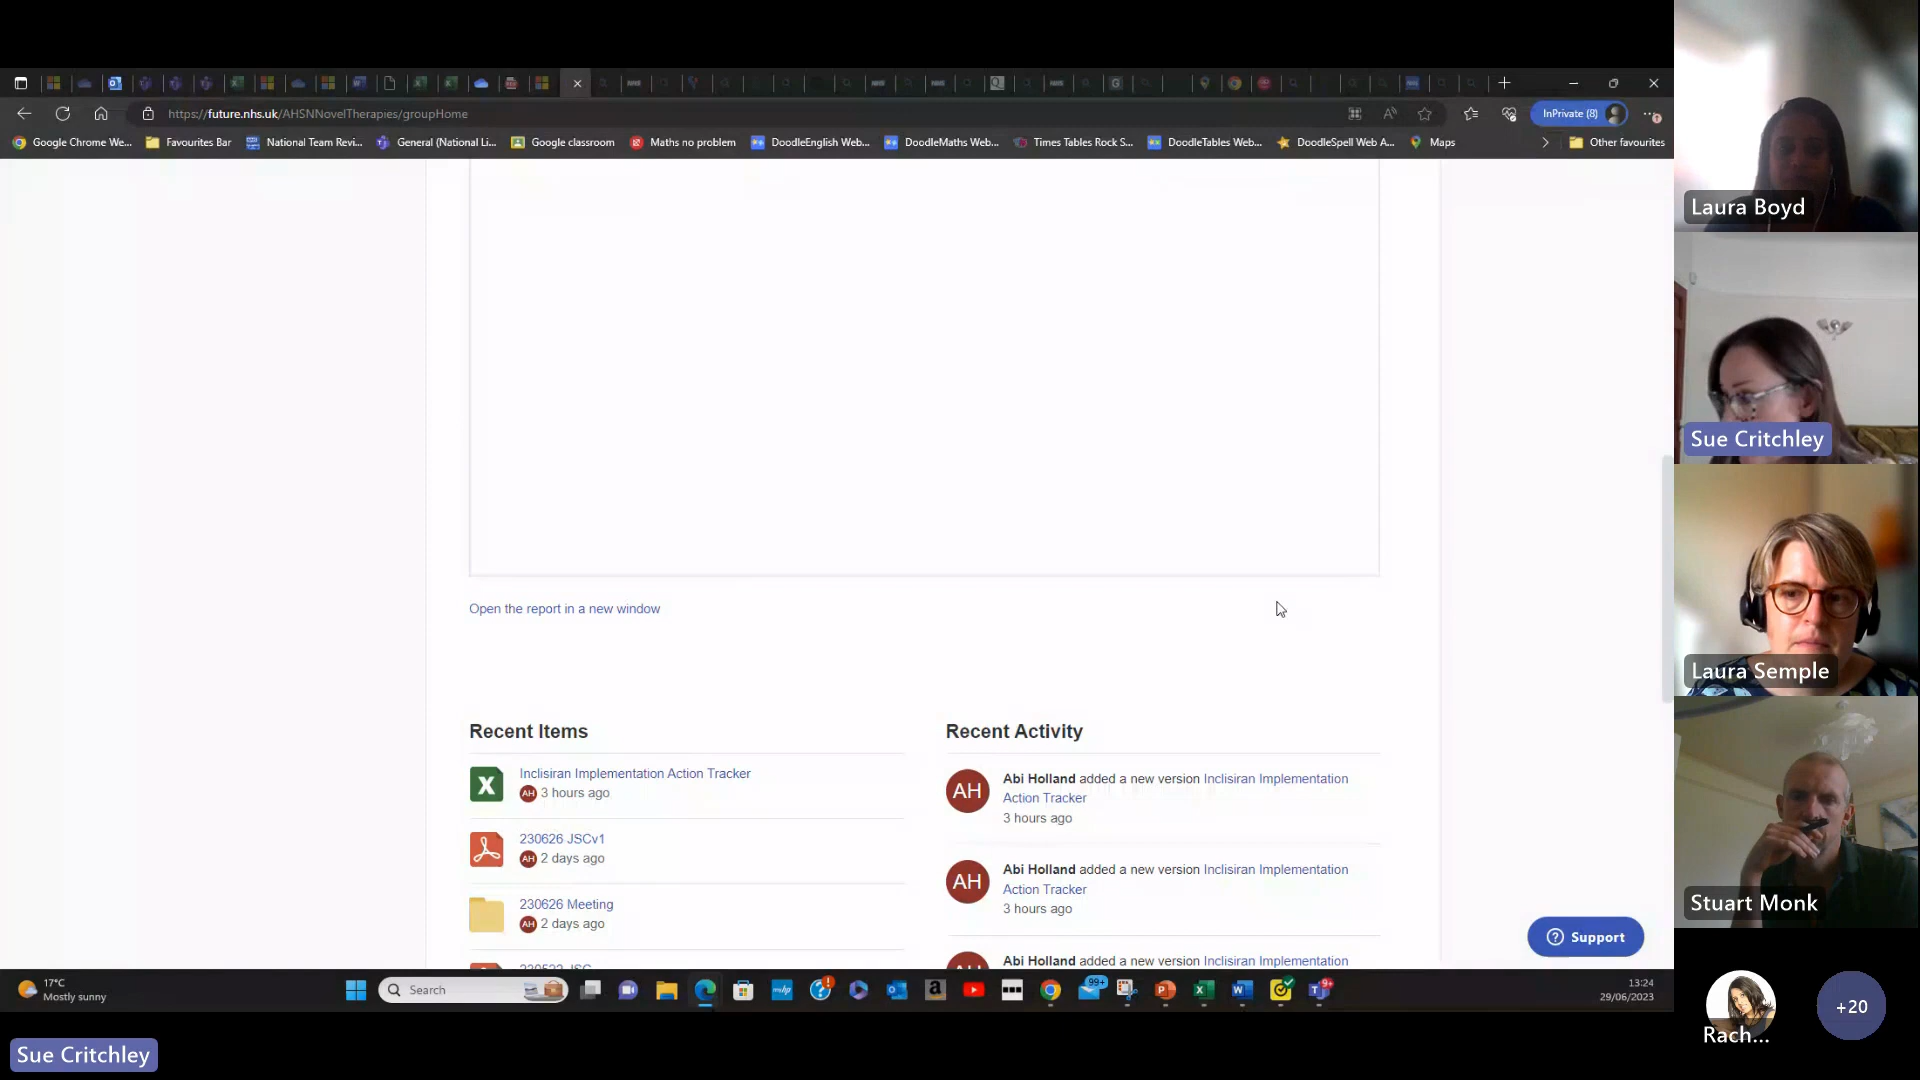 https://future.nhs.uk/AHSNNovelTherapies/groupHome
InPrivate (8)
Google Chrome We...
Favourites Bar
National Team Revi...
General (National Li...
Google classroom
Maths no problem
DoodleEnglish Web...
DoodleMaths Web...
Times Tables Rock S...
DoodleTables Web...
DoodleSpell Web A...
Maps
Other favourites
Open the report in a new window
Recent Items
Inclisiran Implementation Action Tracker
AH 3 hours ago
230626 JSCv1
AH 2 days ago
230626 Meeting
AH 2 days ago
Recent Activity
AH
Abi Holland added a new version Inclisiran Implementation
Action Tracker
3 hours ago
AH
Abi Holland added a new version Inclisiran Implementation
Action Tracker
3 hours ago
Abi Holland added a new version Inclisiran Implementation
Support
17°C
Mostly sunny
Search
99+
9+
13:24
29/06/2023
Sue Critchley
Laura Boyd
Sue Critchley
Laura Semple
Stuart Monk
Rach...
+20